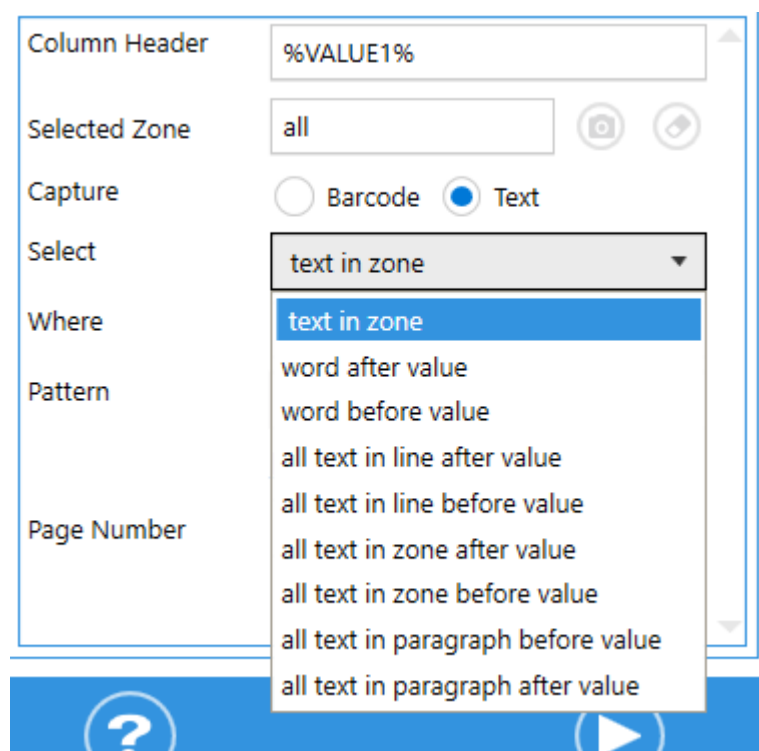 Column Header %VALUE1%
Selected Zone all
Capture Barcode Text
Select text in zone
Where text in zone
word after value
Pattern
word before value
all text in line after value
all text in line before value
Page Number
all text in zone after value
all text in zone before value
all text in paragraph before value
all text in paragraph after value
?